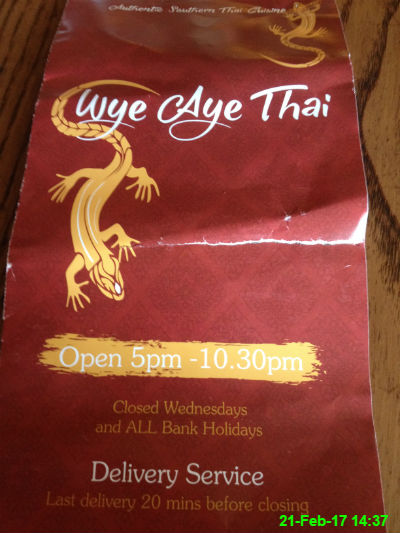 Authentic Southern Thai Cuisine
Wye Aye Thai
Open 5pm -10.30pm
Closed Wednesdays
and ALL Bank Holidays
Delivery Service
Last delivery 20 mins before closing
21-Feb-17 14:37